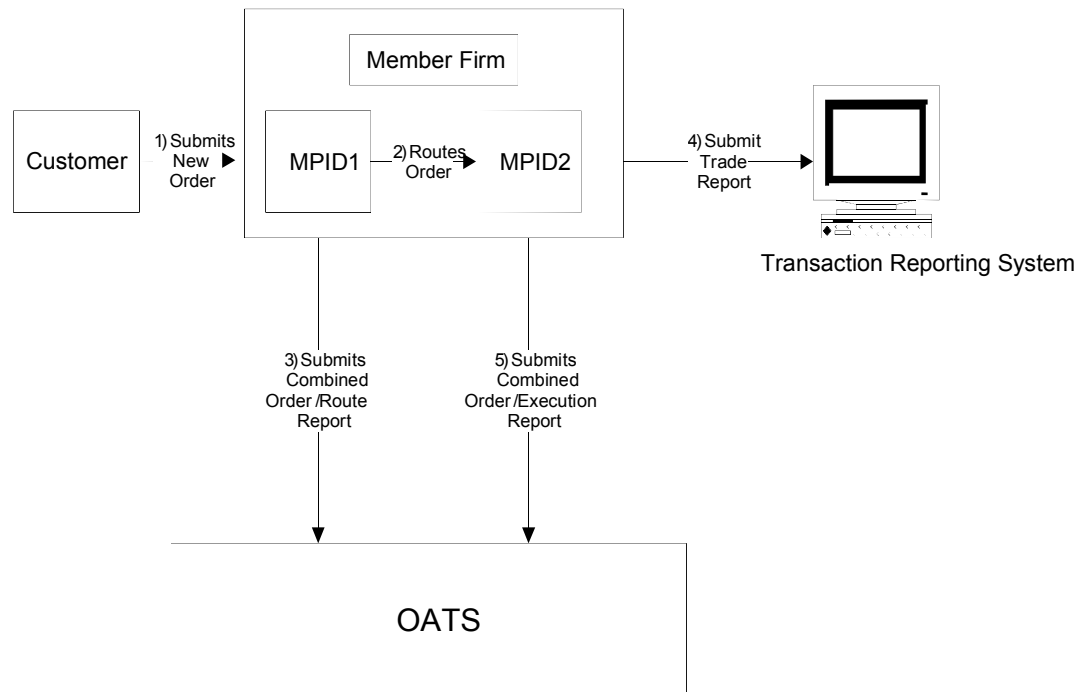 Member Firm
Customer
1) Submits
New
Order
MPID1
2) Routes
Order
MPID2
4) Submit
Trade
Report
Transaction Reporting System
3) Submits
Combined
Order/Route
Report
5) Submits
Combined
Order/Execution
Report
OATS